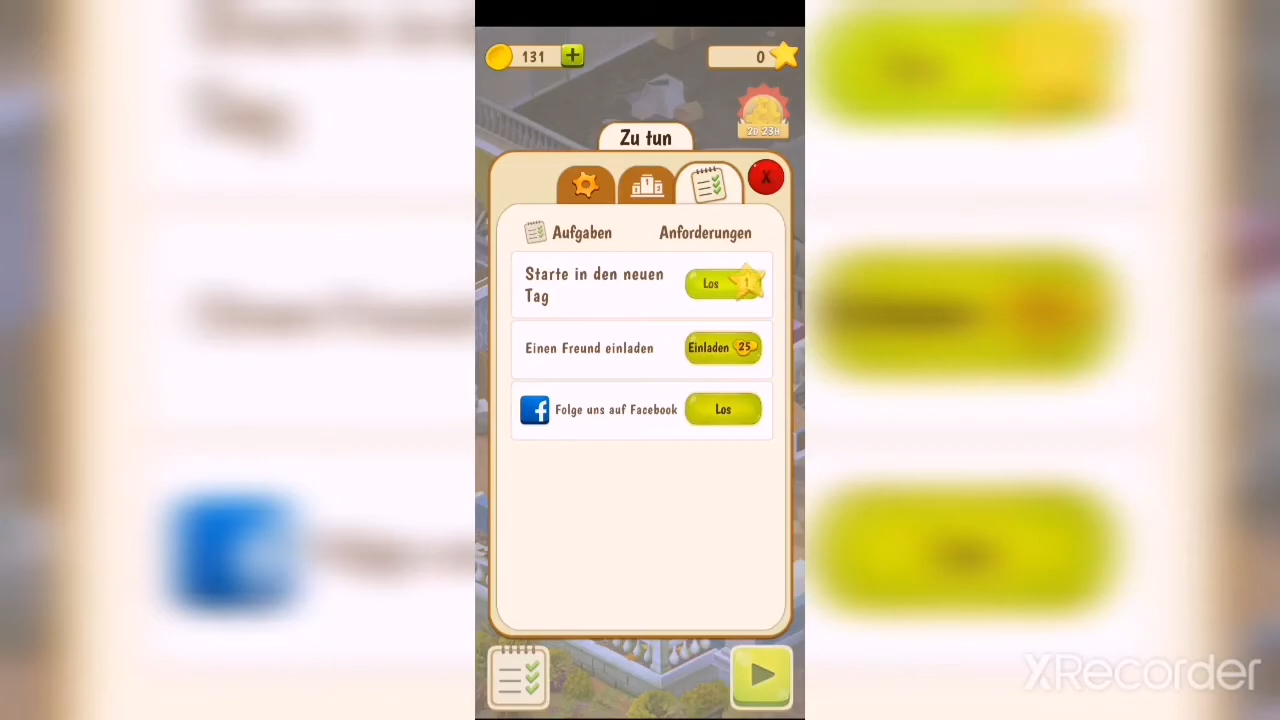 131
0
2D 23H
Zu tun
X
Aufgaben Anforderungen
Starte in den neuen
Tag
Los 1
Einen Freund einladen
Einladen 25
Folge uns auf Facebook
Los
XRecorder